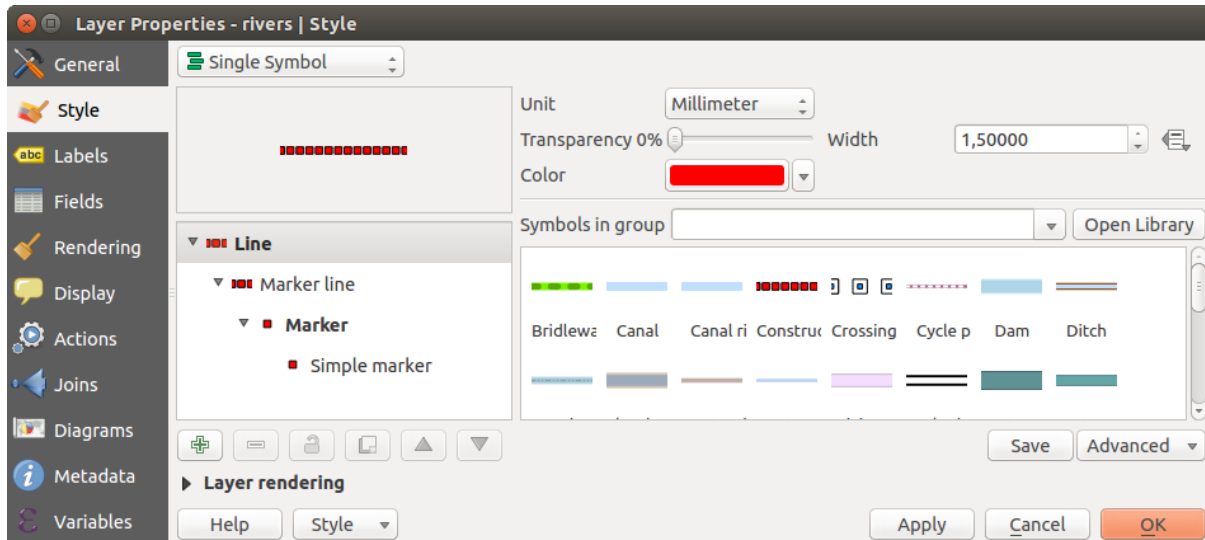 Layer Properties - rivers | Style
General
Style
Labels
Fields
Rendering
Display
Actions
Joins
Diagrams
Metadata
Variables
abc
Single Symbol
Unit
Millimeter
Transparency 0%
Width
1,50000
Color
Symbols in group
Open Library
Line
Marker line
Marker
Simple marker
Bridlewa
Canal
Canal ri
Construc
Crossing
Cycle p
Dam
Ditch
Save
Advanced
Layer rendering
Help
Style
Apply
Cancel
OK